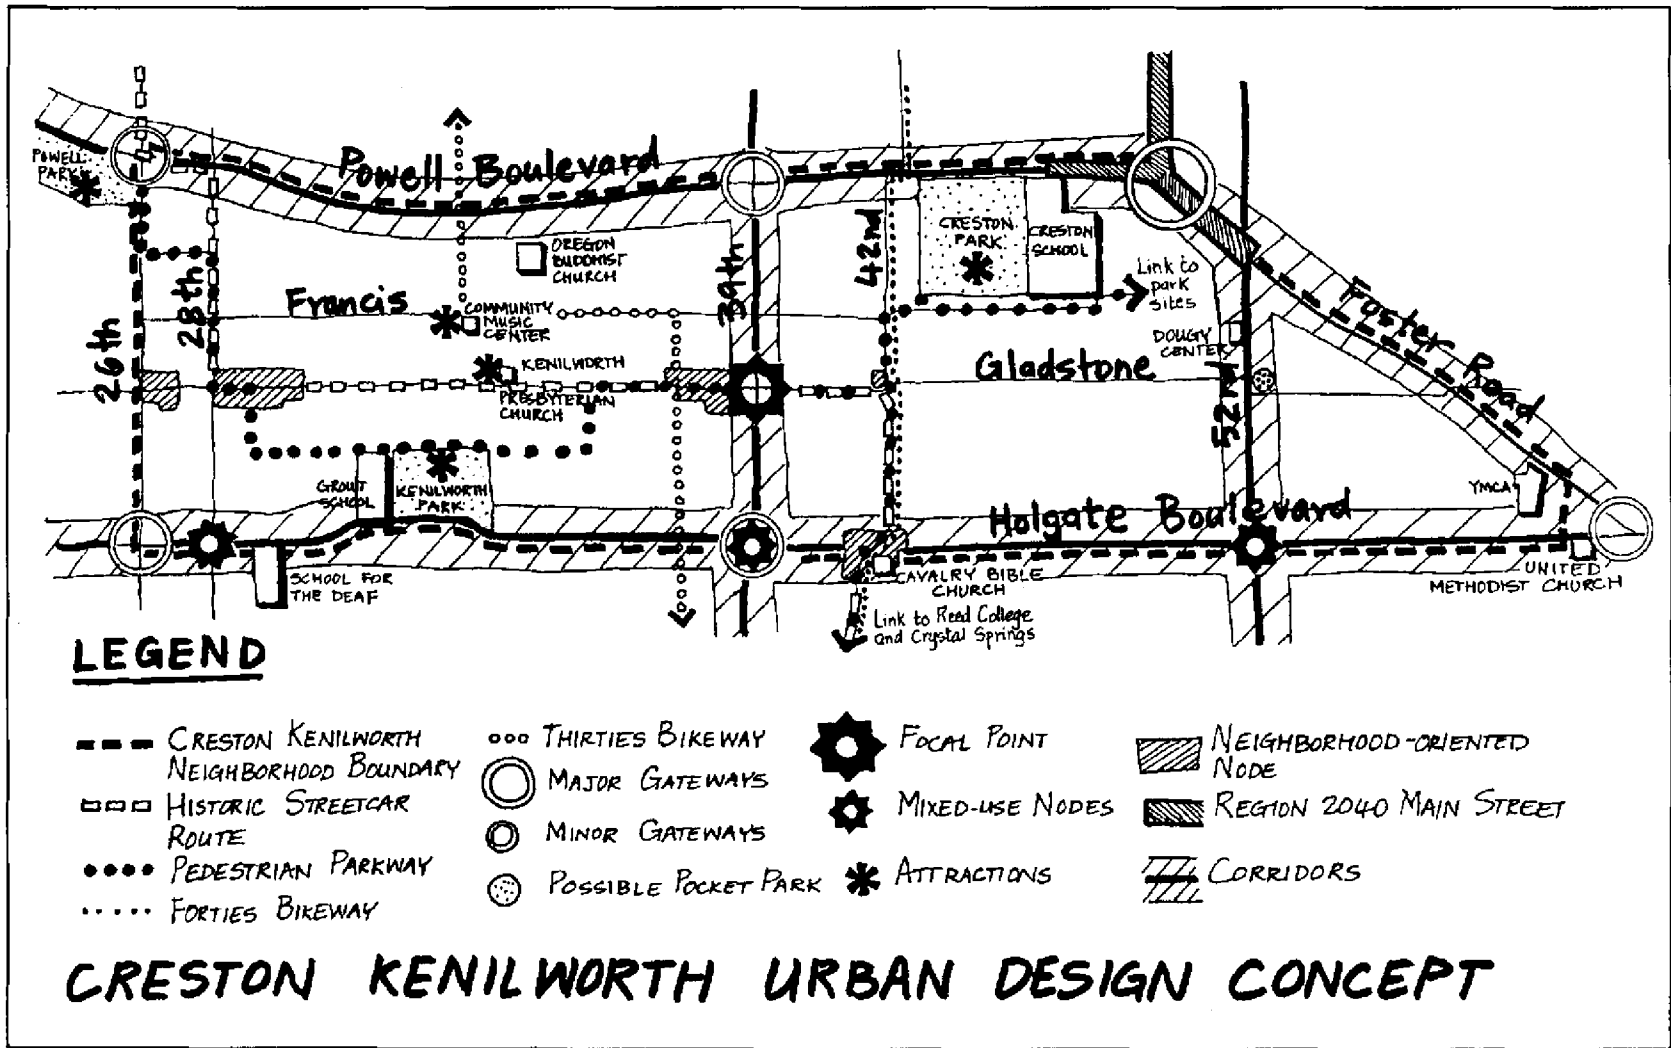 POWELL
PARK
Powell Boulevard
26th
28th
Francis
OREGON
BUDDHIST
CHURCH
COMMUNITY
MUSIC
CENTER
KENILWORTH
PRESBYTERIAN
CHURCH
39th
42nd
CRESTON
PARK
CRESTON
SCHOOL
Link to
park
sites
Gladstone
DOUGY
CENTER
52nd
Foster Road
GROUT
SCHOOL
KENILWORTH
PARK
Holgate Boulevard
YMCA
SCHOOL FOR
THE DEAF
CAVALRY BIBLE
CHURCH
Link to Reed College
and Crystal Springs
UNITED
METHODIST CHURCH
LEGEND
CRESTON KENILWORTH
NEIGHBORHOOD BOUNDARY
HISTORIC STREETCAR
ROUTE
PEDESTRIAN PARKWAY
FORTIES BIKEWAY
THIRTIES BIKEWAY
MAJOR GATEWAYS
MINOR GATEWAYS
POSSIBLE POCKET PARK
FOCAL POINT
MIXED-USE NODES
ATTRACTIONS
NEIGHBORHOOD-ORIENTED
NODE
REGION 2040 MAIN STREET
CORRIDORS
CRESTON KENILWORTH URBAN DESIGN CONCEPT